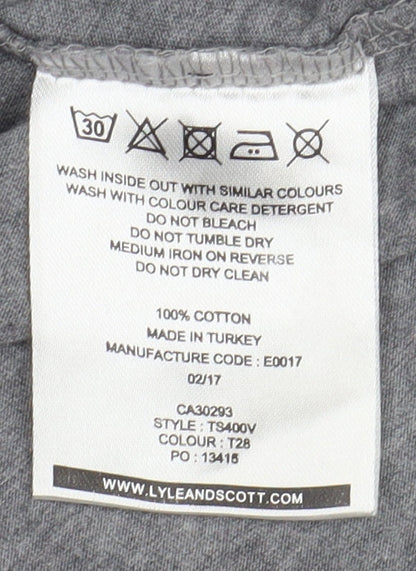 30
WASH INSIDE OUT WITH SIMILAR COLOURS
WASH WITH COLOUR CARE DETERGENT
DO NOT BLEACH
DO NOT TUMBLE DRY
MEDIUM IRON ON REVERSE
DO NOT DRY CLEAN
100% COTTON
MADE IN TURKEY
MANUFACTURE CODE : E0017
02/17
CA30293
STYLE : TS400V
COLOUR : T28
PO : 13415
WWW.LYLEANDSCOTT.COM